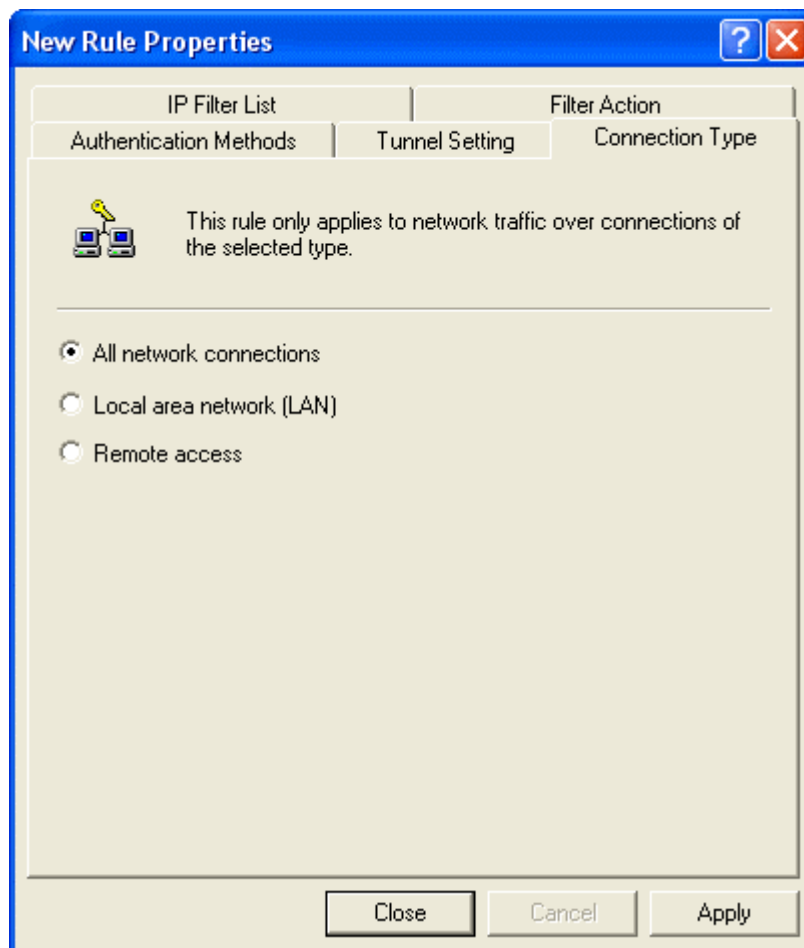 New Rule Properties
?
IP Filter List
Filter Action
Authentication Methods
Tunnel Setting
Connection Type
This rule only applies to network traffic over connections of
the selected type.
All network connections
Local area network (LAN)
Remote access
Close
Cancel
Apply